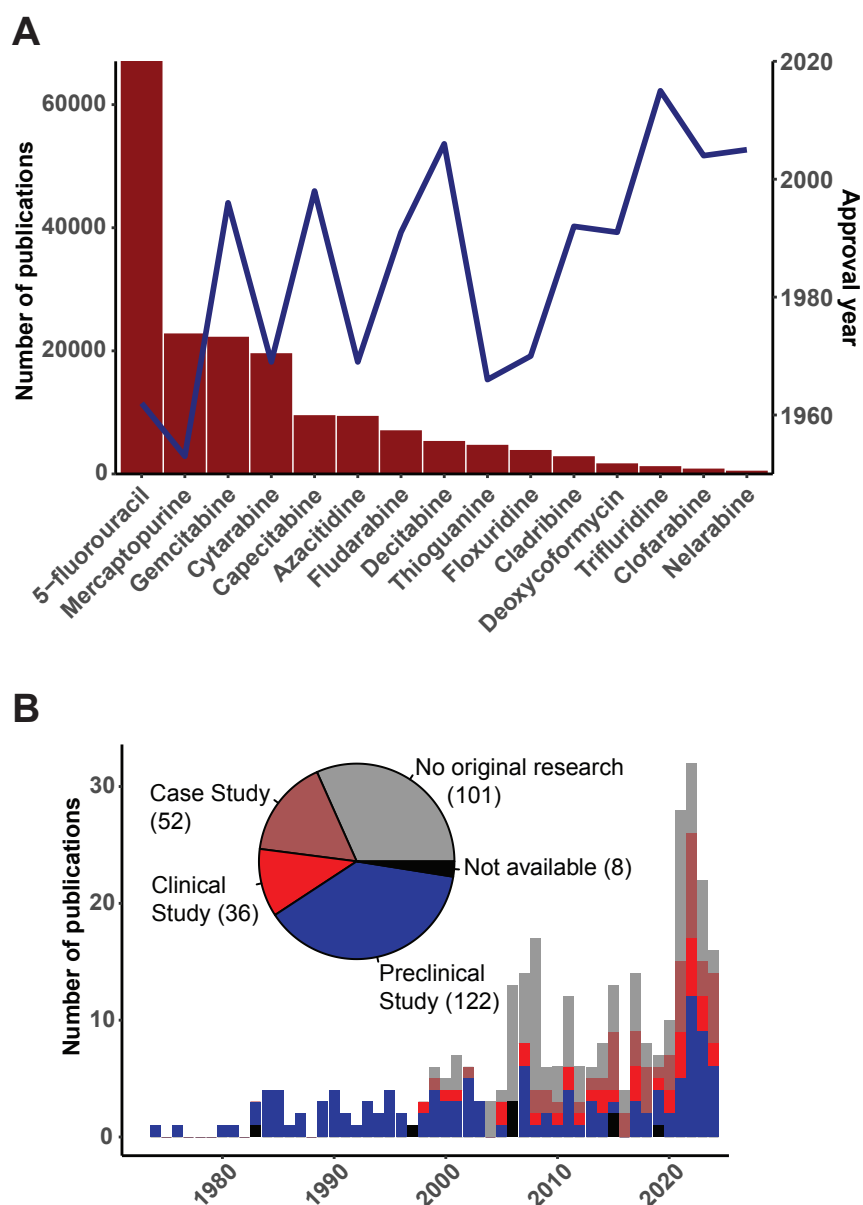 A
Number of publications
60000
40000
20000
0
2020
2000
1980
1960
Approval year
5−fluorouracil
Mercaptopurine
Gemcitabine
Cytarabine
Capecitabine
Azacitidine
Fludarabine
Decitabine
Thioguanine
Floxuridine
Cladribine
Deoxycoformycin
Trifluridine
Clofarabine
Nelarabine
B
Number of publications
30
20
10
0
No original research
(101)
Case Study
(52)
Not available (8)
Clinical
Study (36)
Preclinical
Study (122)
1980
1990
2000
2010
2020